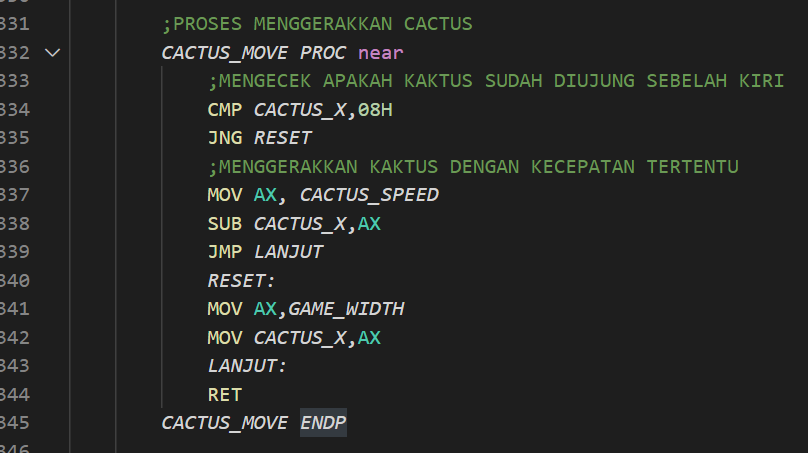 331 ;PROSES MENGGERAKKAN CACTUS
332 CACTUS_MOVE PROC near
333 ;MENGECEK APAKAH KAKTUS SUDAH DIUJUNG SEBELAH KIRI
334 CMP CACTUS_X,08H
335 JNG RESET
336 ;MENGGERAKKAN KAKTUS DENGAN KECEPATAN TERTENTU
337 MOV AX, CACTUS_SPEED
338 SUB CACTUS_X,AX
339 JMP LANJUT
340 RESET:
341 MOV AX,GAME_WIDTH
342 MOV CACTUS_X,AX
343 LANJUT:
344 RET
345 CACTUS_MOVE ENDP